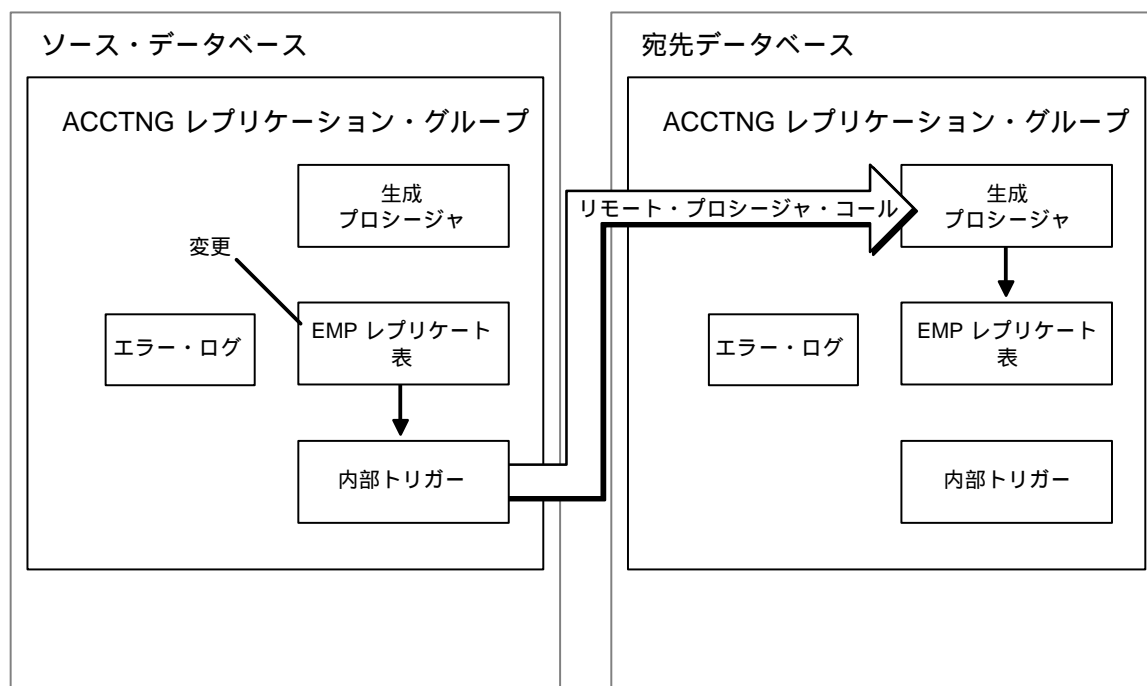 ソース・データベース
ACCTNG レプリケーション・グループ
生成
プロシージャ
変更
エラー・ログ
EMP レプリケート
表
内部トリガー
リモート・プロシージャ・コール
宛先データベース
ACCTNG レプリケーション・グループ
生成
プロシージャ
エラー・ログ
EMP レプリケート
表
内部トリガー